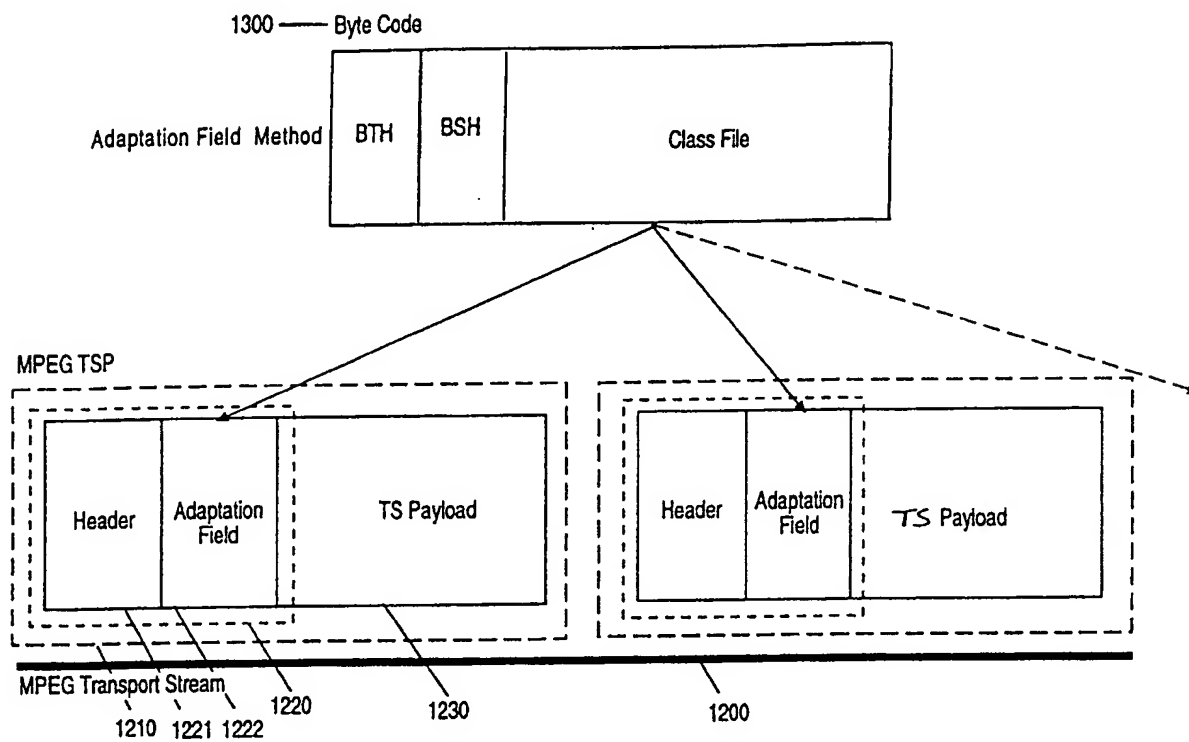 1300 Byte Code
Adaptation Field Method
BTH
BSH
Class File
MPEG TSP
Header
Adaptation
Field
TS Payload
Header
Adaptation
Field
TS Payload
MPEG Transport Stream
1210
1221
1222
1220
1230
1200